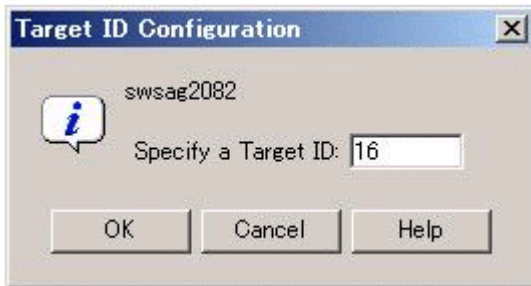 Target ID Configuration
swsag2082
Specify a Target ID: 16
OK Cancel Help